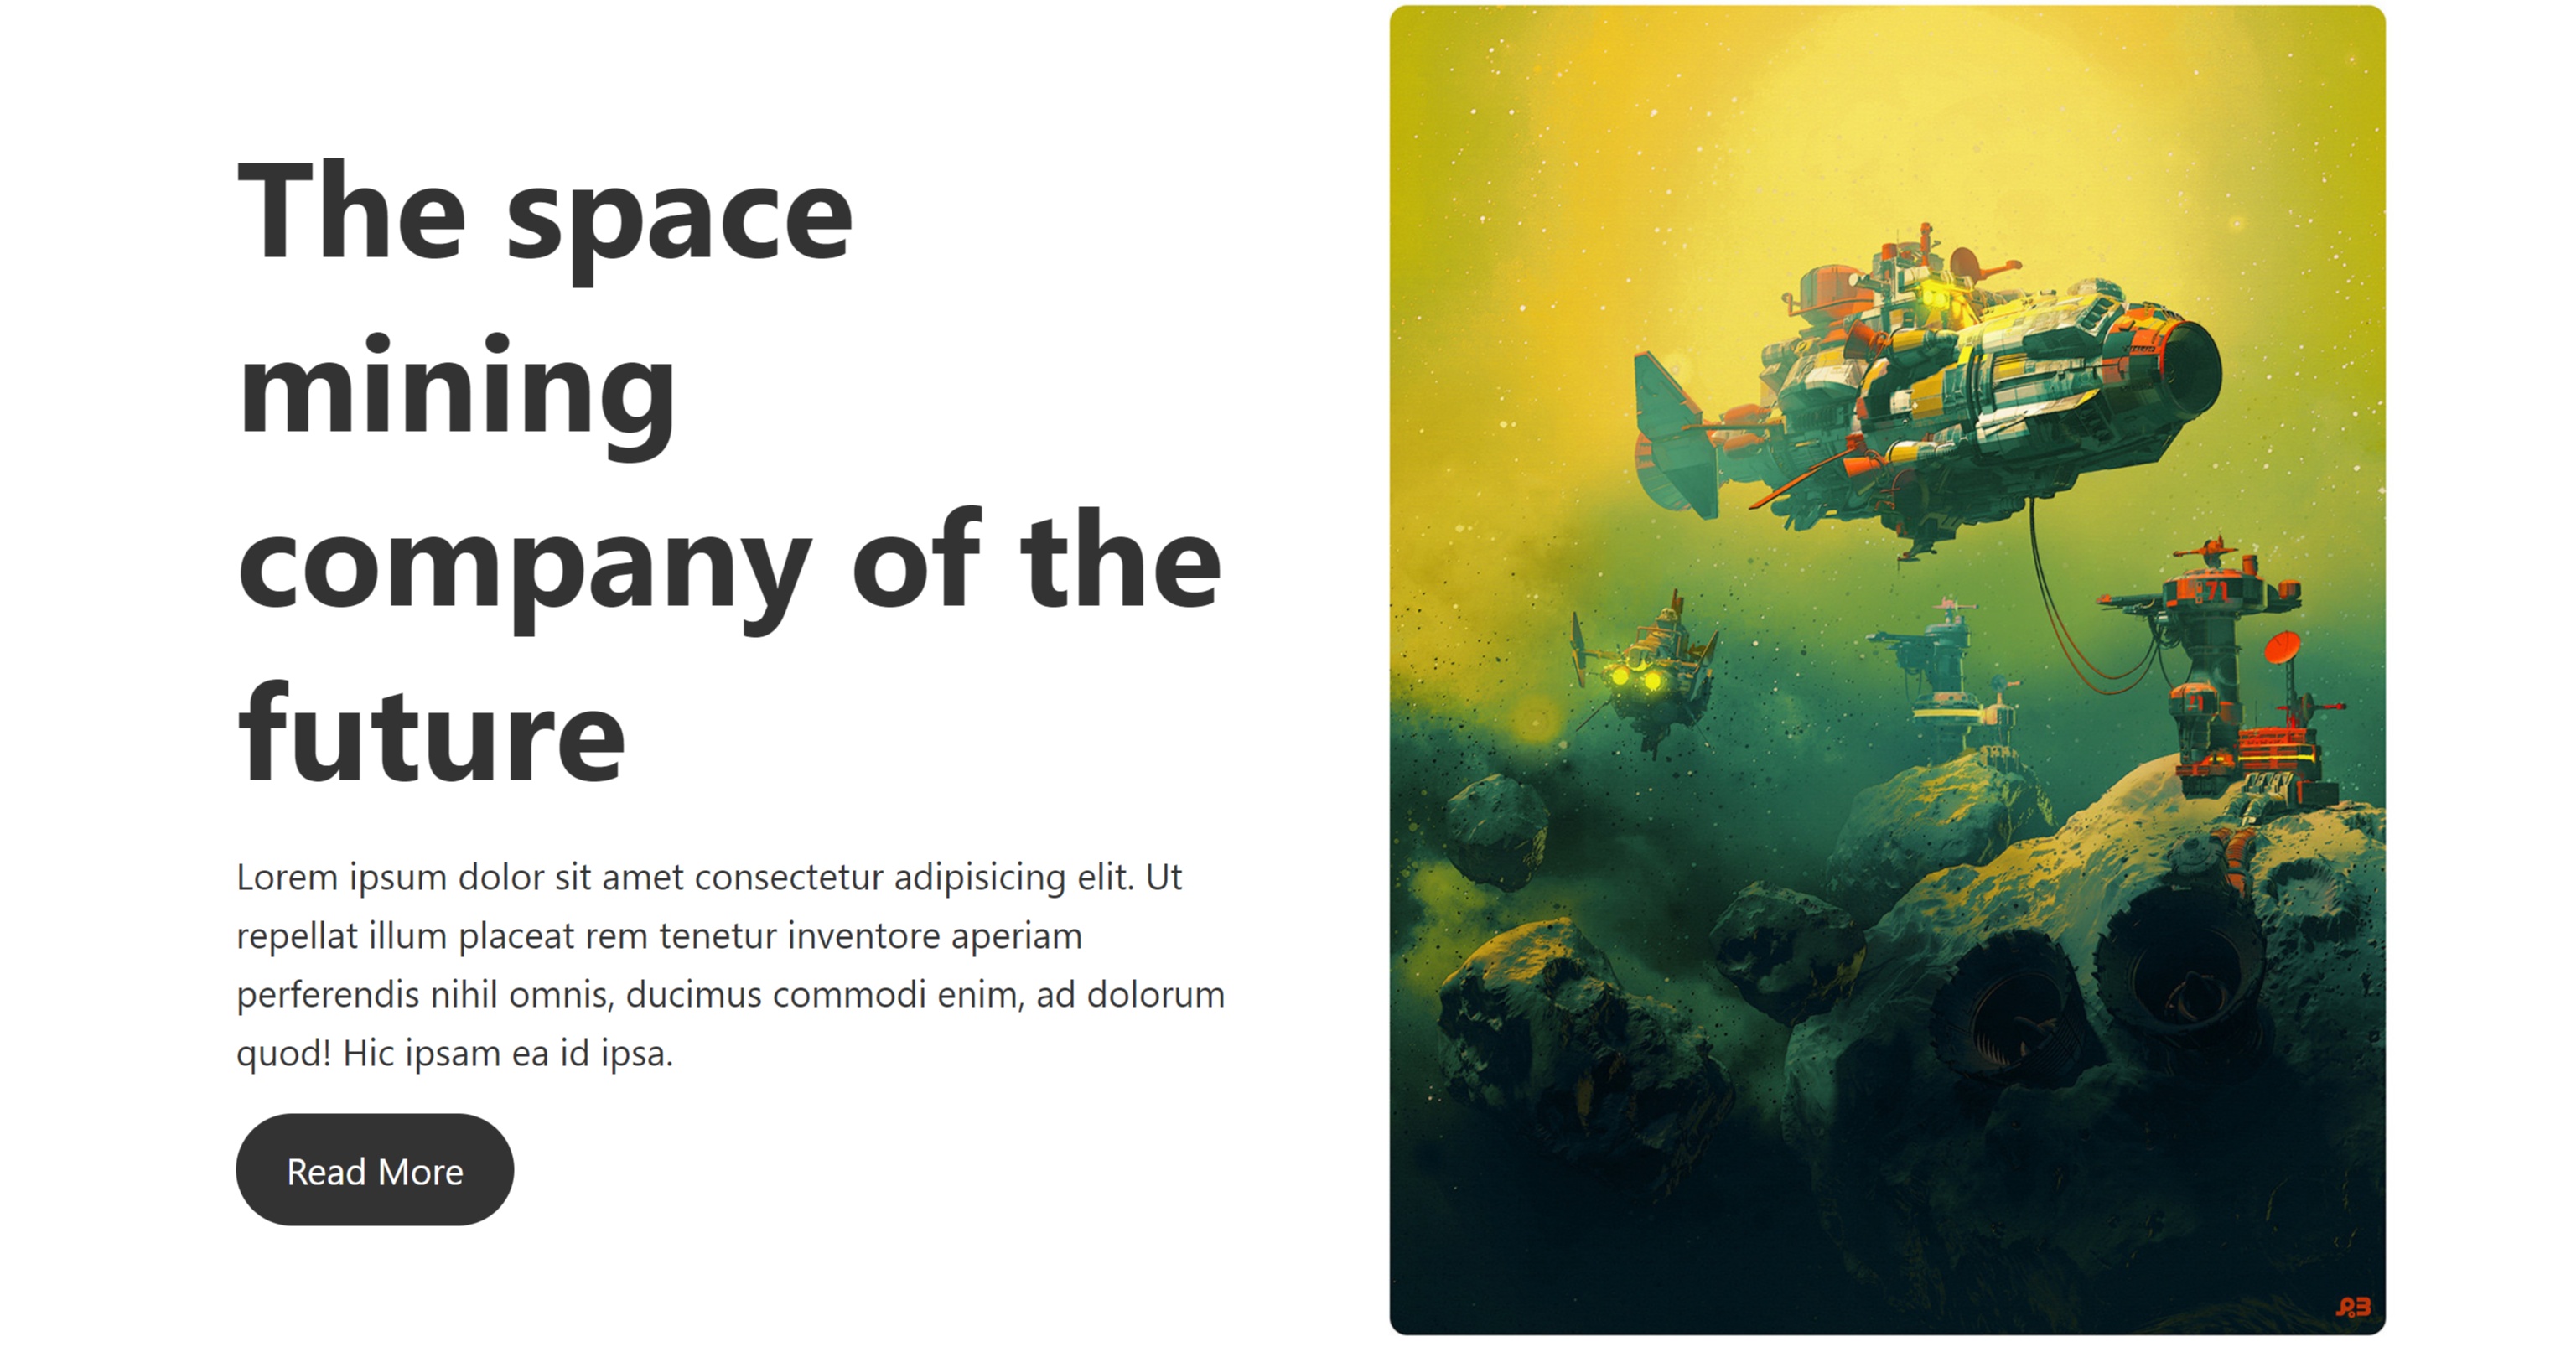 The space
mining
company of the
future
Lorem ipsum dolor sit amet consectetur adipisicing elit. Ut
repellat illum placeat rem tenetur inventore aperiam
perferendis nihil omnis, ducimus commodi enim, ad dolorum
quod! Hic ipsam ea id ipsa.
Read More
71